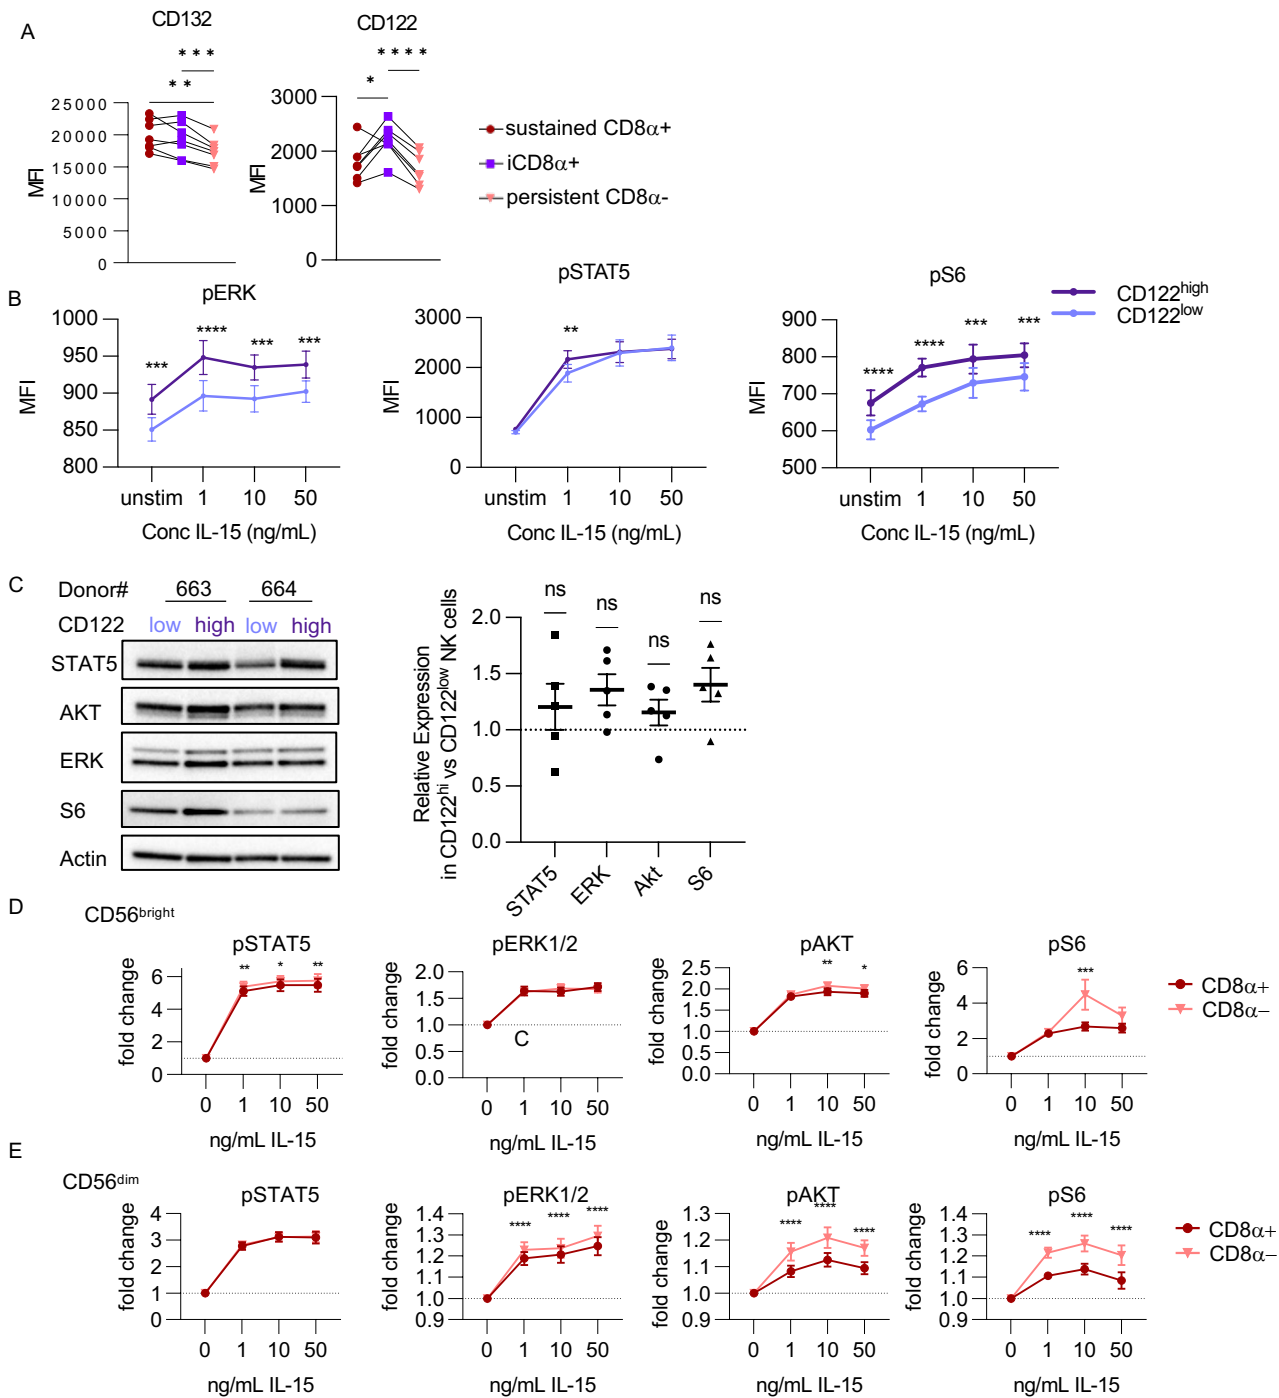 A
CD132
CD122
* * *
* *
* * * *
*
MFI
25000
20000
15000
10000
5000
0
MFI
3000
2000
1000
0
sustained CD8α+
iCD8α+
persistent CD8α-
B
pERK
pSTAT5
pS6
CD122high
CD122low
MFI
1000
950
900
850
800
***
****
***
***
unstim 1 10 50
Conc IL-15 (ng/mL)
MFI
3000
2000
1000
0
**
unstim 1 10 50
Conc IL-15 (ng/mL)
MFI
900
800
700
600
500
****
****
***
***
unstim 1 10 50
Conc IL-15 (ng/mL)
C
Donor# 663 664
CD122 low high low high
STAT5
AKT
ERK
S6
Actin
Relative Expression
in CD122hi vs CD122low NK cells
2.0
1.5
1.0
0.5
0.0
ns
ns
ns
ns
STAT5 ERK Akt S6
D
CD56bright
pSTAT5
fold change
6
4
2
** * **
0 1 10 50
ng/mL IL-15
pERK1/2
fold change
2.0
1.5
1.0
0.5
0.0
C
0 1 10 50
ng/mL IL-15
pAKT
fold change
2.5
2.0
1.5
1.0
0.5
0.0
** *
0 1 10 50
ng/mL IL-15
pS6
fold change
6
4
2
0
***
0 1 10 50
ng/mL IL-15
CD8α+
CD8α−
E
CD56dim
pSTAT5
fold change
4
3
2
1
0
0 1 10 50
ng/mL IL-15
pERK1/2
fold change
1.4
1.3
1.2
1.1
1.0
0.9
**** **** ****
0 1 10 50
ng/mL IL-15
pAKT
fold change
1.3
1.2
1.1
1.0
0.9
**** **** ****
0 1 10 50
ng/mL IL-15
pS6
fold change
1.4
1.3
1.2
1.1
1.0
0.9
**** **** ****
0 1 10 50
ng/mL IL-15
CD8α+
CD8α−